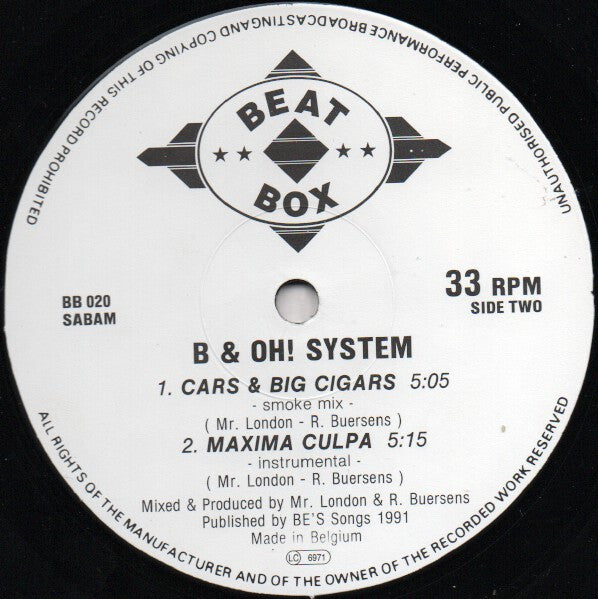 UNAUTHORISED PUBLIC PERFORMANCE BROADCASTINGAND COPYING OF THIS RECORD PROHIBITED
BEAT
BOX
BB 020
SABAM
33 RPM
SIDE TWO
B & OH! SYSTEM
1. CARS & BIG CIGARS 5:05
- smoke mix -
( Mr. London - R. Buersens )
2. MAXIMA CULPA 5:15
- instrumental -
( Mr. London - R. Buersens )
Mixed & Produced by Mr. London & R. Buersens
Published by BE'S Songs 1991
Made in Belgium
LC 6971
ALL RIGHTS OF THE MANUFACTURER AND OF THE OWNER OF THE RECORDED WORK RESERVED